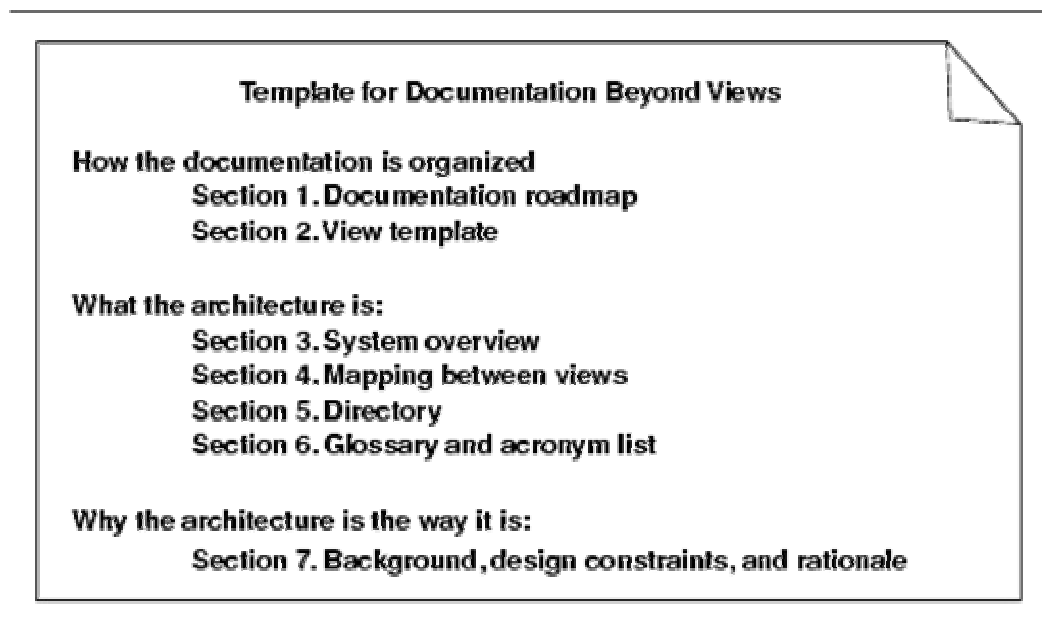 Template for Documentation Beyond Views
How the documentation is organized
Section 1. Documentation roadmap
Section 2. View template
What the architecture is:
Section 3. System overview
Section 4. Mapping between views
Section 5. Directory
Section 6. Glossary and acronym list
Why the architecture is the way it is:
Section 7. Background, design constraints, and rationale